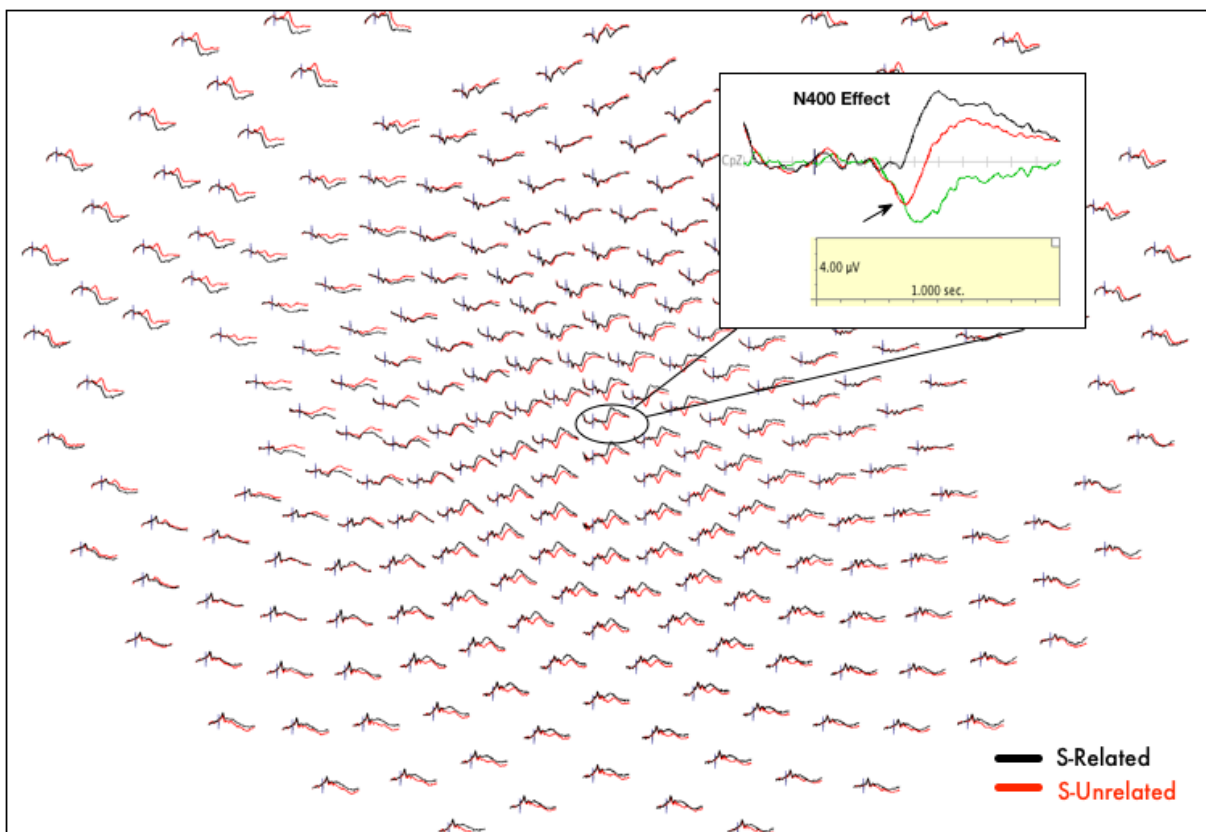 N400 Effect
CpZ
4.00 µV
1.000 sec.
S-Related
S-Unrelated